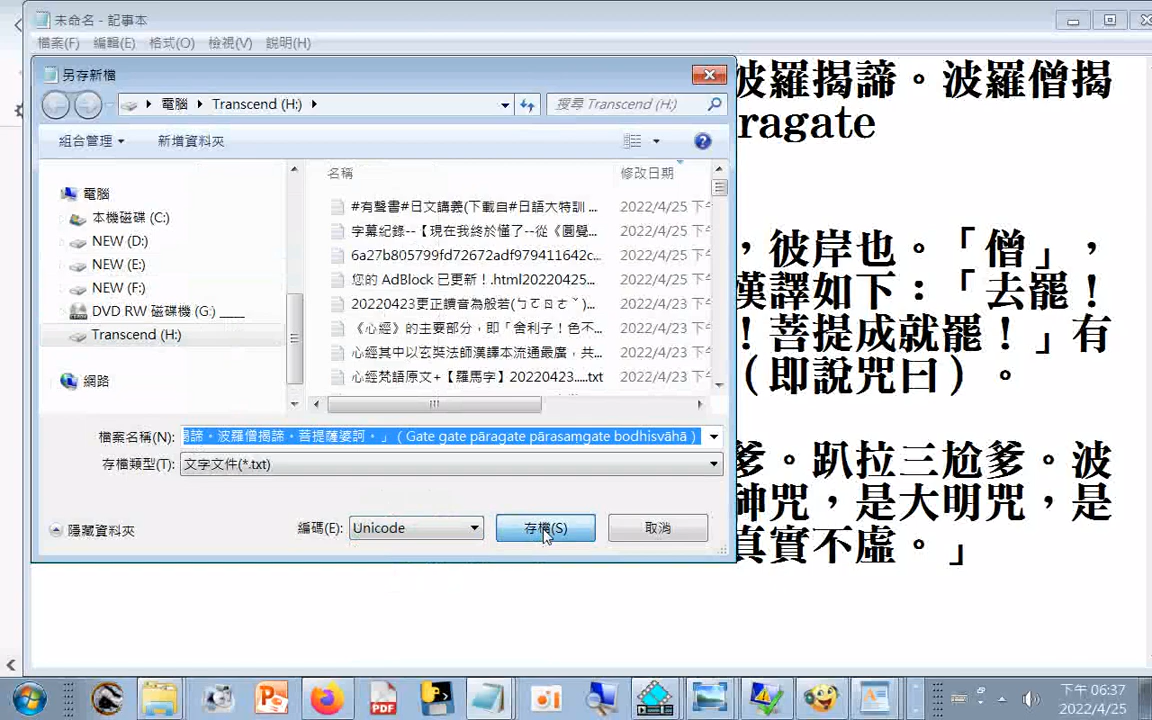 未命名 - 記事本
檔案(F) 編輯(E) 格式(O) 檢視(V) 說明(H)
波羅揭諦。波羅僧揭
ragate
，彼岸也。「僧」，
漢譯如下：「去罷！
！菩提成就罷！」有
（即說咒曰）。
爹。趴拉三尬爹。波
神咒，是大明咒，是
真實不虛。」
另存新檔
電腦 Transcend (H:)
搜尋 Transcend (H:)
組合管理 新增資料夾
名稱 修改日期
電腦
本機磁碟 (C:)
NEW (D:)
NEW (E:)
NEW (F:)
DVD RW 磁碟機 (G:) ____
Transcend (H:)
網路
#有聲書#日文講義(下載自#日語大特訓 ... 2022/4/25 下午
字幕紀錄--【現在我終於懂了--從《圓覺... 2022/4/25 下午
6a27b805799fd72672adf979411642c... 2022/4/25 下午
您的 AdBlock 已更新！.html20220425... 2022/4/25 下午
20220423更正讀音為般若(ㄅㄛㄖㄜˇ)... 2022/4/25 下午
《心經》的主要部分，即「舍利子！色不... 2022/4/23 下午
心經其中以玄奘法師漢譯本流通最廣，共... 2022/4/23 下午
心經梵語原文+【羅馬字】20220423.....txt 2022/4/23 下午
檔案名稱(N): 揭諦。波羅僧揭諦。菩提薩婆訶。」（Gate gate pāragate pārasaṃgate bodhisvāhā）
存檔類型(T): 文字文件(*.txt)
隱藏資料夾
編碼(E): Unicode
存檔(S)
取消
下午 06:37
2022/4/25